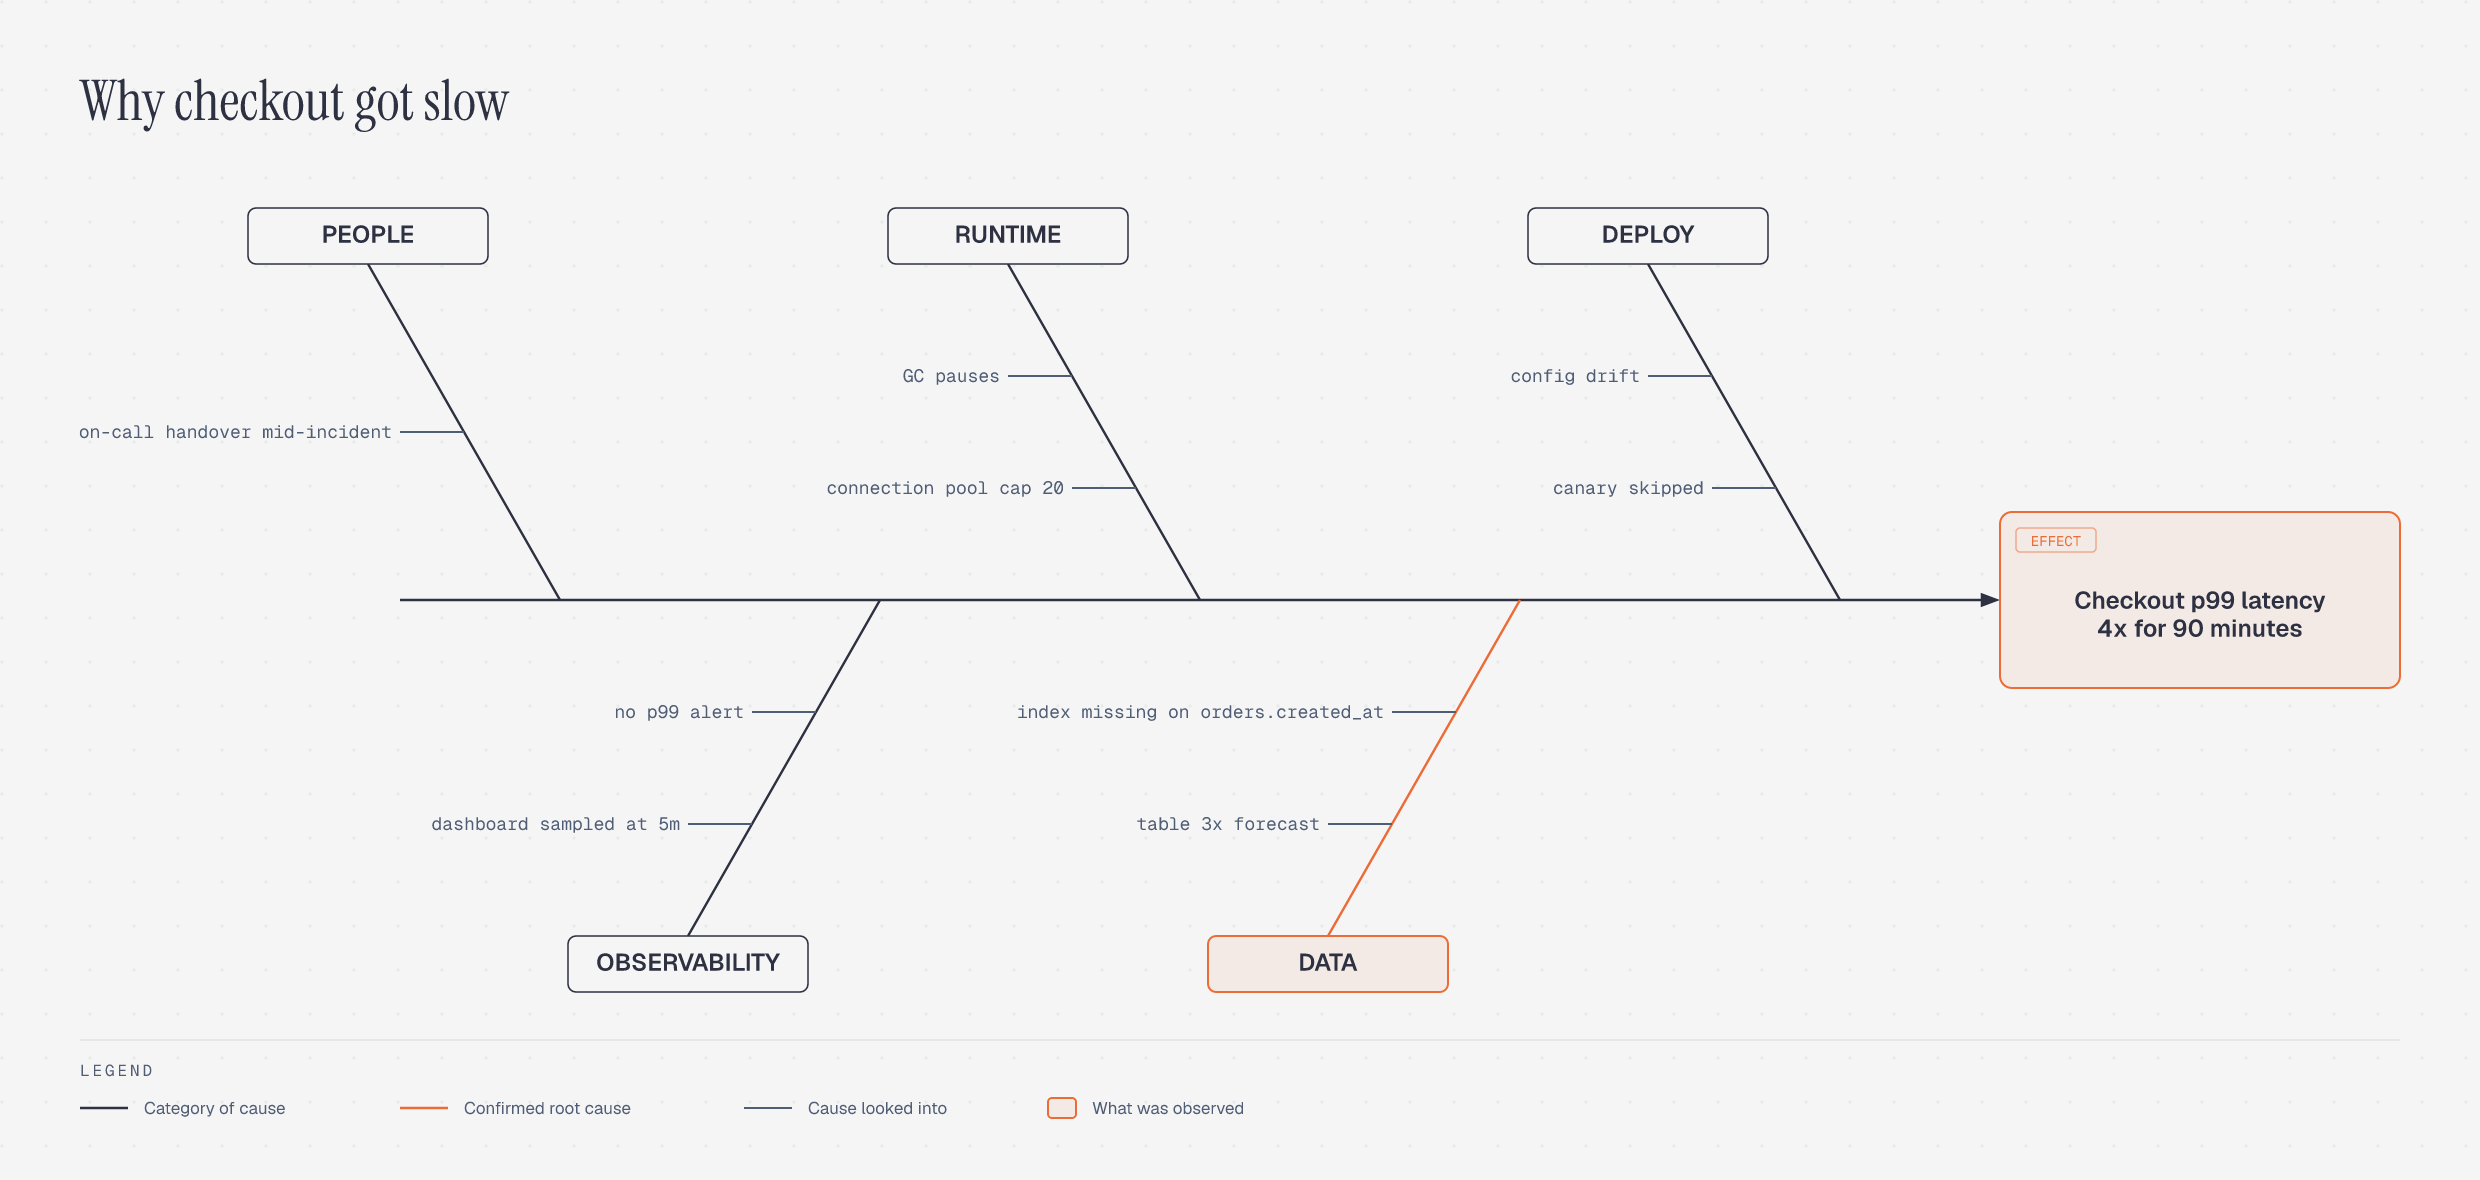 Why checkout got slow
PEOPLE
RUNTIME
DEPLOY
GC pauses
config drift
on-call handover mid-incident
connection pool cap 20
canary skipped
EFFECT
Checkout p99 latency
4x for 90 minutes
no p99 alert
index missing on orders.created_at
dashboard sampled at 5m
table 3x forecast
OBSERVABILITY
DATA
LEGEND
Category of cause
Confirmed root cause
Cause looked into
What was observed